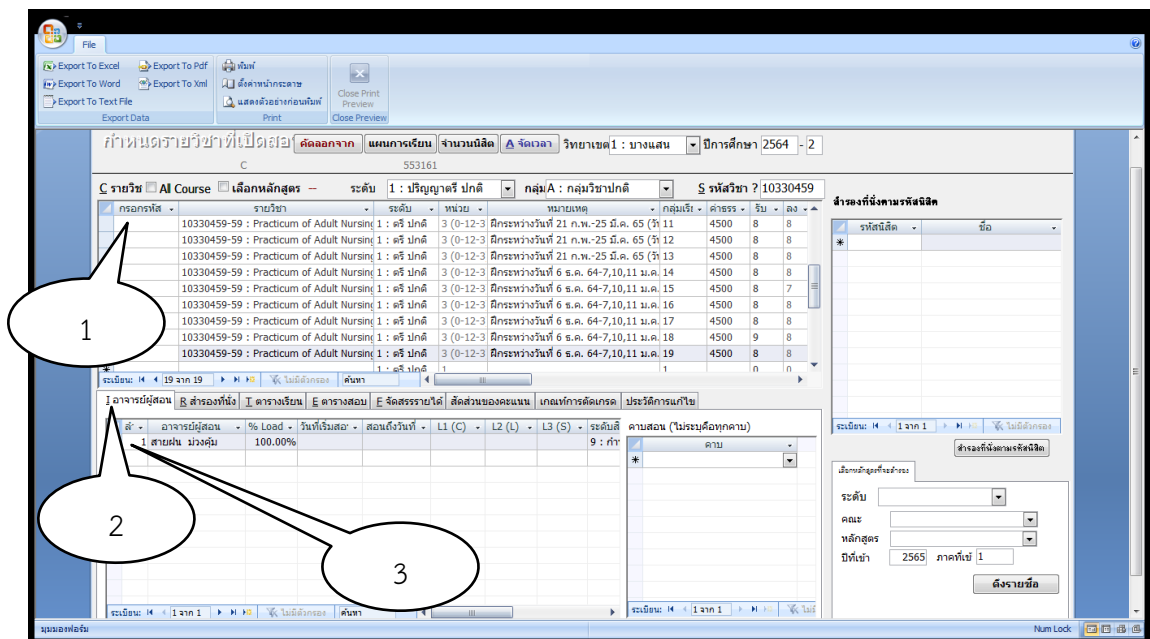 File
Export To Excel Export To Pdf พิมพ์
Export To Word Export To Xml ตั้งค่าหน้ากระดาษ
Export To Text File แสดงตัวอย่างก่อนพิมพ์
Close Print Preview
Export Data Print Close Preview
กำหนดรายวิชาที่เปิดสอน คัดลอกจาก แผนการเรียน จำนวนนิสิต A จัดเวลา วิทยาเขต 1 : บางแสน ปีการศึกษา 2564 - 2
C 553161
C รายวิช All Course เลือกหลักสูตร -- ระดับ 1 : ปริญญาตรี ปกติ กลุ่ม A : กลุ่มวิชาปกติ S รหัสวิชา ? 10330459
กรอกรหัส รายวิชา ระดับ หน่วย หมายเหตุ กลุ่มเรี ค่าธรร รับ ลง
10330459-59 : Practicum of Adult Nursing 1 : ตรี ปกติ 3 (0-12-3 ฝึกระหว่างวันที่ 21 ก.พ.-25 มี.ค. 65 (วั 11 4500 8 8
10330459-59 : Practicum of Adult Nursing 1 : ตรี ปกติ 3 (0-12-3 ฝึกระหว่างวันที่ 21 ก.พ.-25 มี.ค. 65 (วั 12 4500 8 8
10330459-59 : Practicum of Adult Nursing 1 : ตรี ปกติ 3 (0-12-3 ฝึกระหว่างวันที่ 21 ก.พ.-25 มี.ค. 65 (วั 13 4500 8 8
10330459-59 : Practicum of Adult Nursing 1 : ตรี ปกติ 3 (0-12-3 ฝึกระหว่างวันที่ 6 ธ.ค. 64-7,10,11 ม.ค. 14 4500 8 8
10330459-59 : Practicum of Adult Nursing 1 : ตรี ปกติ 3 (0-12-3 ฝึกระหว่างวันที่ 6 ธ.ค. 64-7,10,11 ม.ค. 15 4500 8 7
10330459-59 : Practicum of Adult Nursing 1 : ตรี ปกติ 3 (0-12-3 ฝึกระหว่างวันที่ 6 ธ.ค. 64-7,10,11 ม.ค. 16 4500 8 8
10330459-59 : Practicum of Adult Nursing 1 : ตรี ปกติ 3 (0-12-3 ฝึกระหว่างวันที่ 6 ธ.ค. 64-7,10,11 ม.ค. 17 4500 8 8
10330459-59 : Practicum of Adult Nursing 1 : ตรี ปกติ 3 (0-12-3 ฝึกระหว่างวันที่ 6 ธ.ค. 64-7,10,11 ม.ค. 18 4500 9 8
10330459-59 : Practicum of Adult Nursing 1 : ตรี ปกติ 3 (0-12-3 ฝึกระหว่างวันที่ 6 ธ.ค. 64-7,10,11 ม.ค. 19 4500 8 8
1 : ตรี ปกติ 1 1 0 0
ระเบียน: 19 จาก 19 ไม่มีตัวกรอง ค้นหา
1
I อาจารย์ผู้สอน R สำรองที่นั่ง T ตารางเรียน E ตารางสอบ F จัดสรรรายได้ สัดส่วนของคะแนน เกณฑ์การตัดเกรด ประวัติการแก้ไข
ลำ อาจารย์ผู้สอน % Load วันที่เริ่มสอ สอนถึงวันที่ L1 (C) L2 (L) L3 (S) ระดับสิ
1 สายฝน ม่วงคุ้ม 100.00% 9 : กำ
คาบสอน (ไม่ระบุคือทุกคาบ)
คาบ
2
3
ระเบียน: 1 จาก 1 ไม่มีตัวกรอง ค้นหา
ระเบียน: 1 จาก 1 ไม่มี
สำรองที่นั่งตามรหัสนิสิต
รหัสนิสิต ชื่อ
ระเบียน: 1 จาก 1 ไม่มีตัวกรอง
สำรองที่นั่งตามรหัสนิสิต
เลือกหลักสูตรที่จะสำรอง
ระดับ
คณะ
หลักสูตร
ปีที่เข้า 2565 ภาคที่เข้ 1
ดึงรายชื่อ
มุมมองฟอร์ม Num Lock